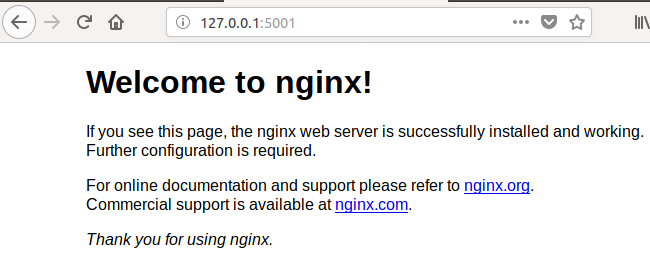 127.0.0.1:5001
Welcome to nginx!
If you see this page, the nginx web server is successfully installed and working.
Further configuration is required.
For online documentation and support please refer to nginx.org.
Commercial support is available at nginx.com.
Thank you for using nginx.